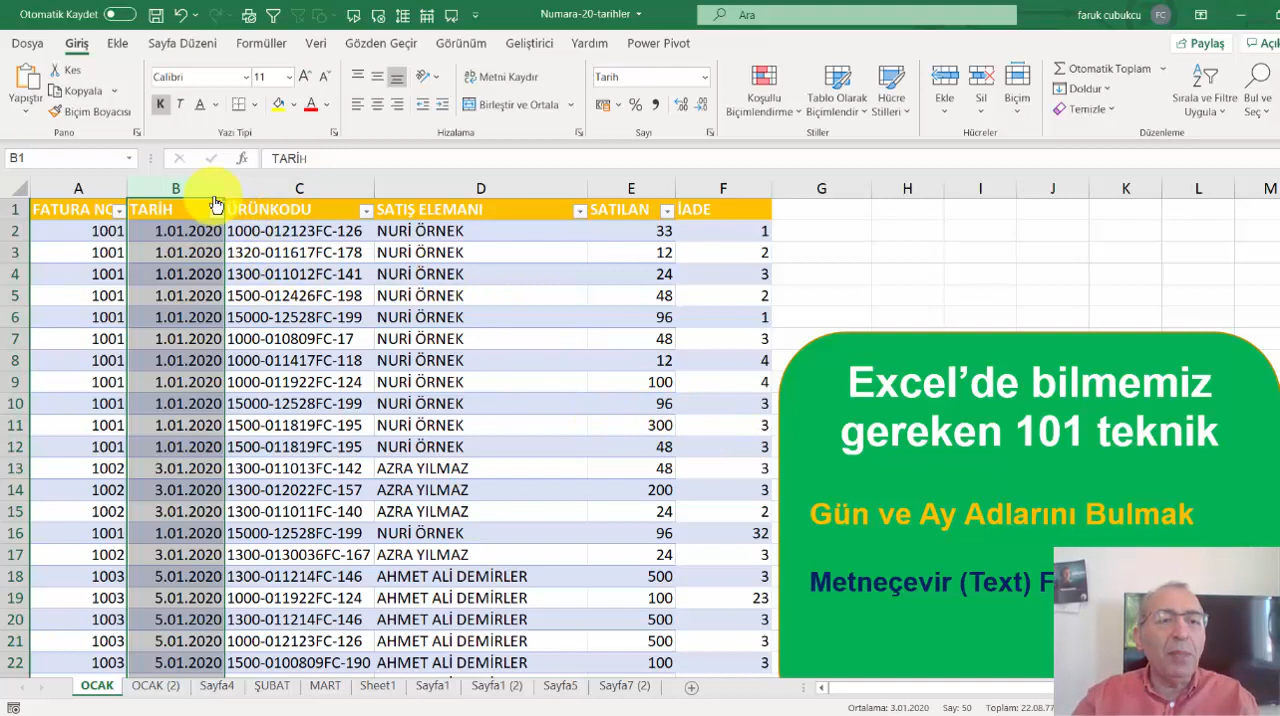 Otomatik Kaydet
Numara-20-tarihler
Ara
faruk cubukcu
FC
Dosya Giriş Ekle Sayfa Düzeni Formüller Veri Gözden Geçir Görünüm Geliştirici Yardım Power Pivot
Paylaş
Yapıştır
Kes
Kopyala
Biçim Boyacısı
Pano
Calibri 11
K T A
Yazı Tipi
Metni Kaydır
Birleştir ve Ortala
Hizalama
Tarih
Sayı
Koşullu Biçimlendirme
Tablo Olarak Biçimlendir
Hücre Stilleri
Stiller
Ekle Sil Biçim
Hücreler
Otomatik Toplam
Doldur
Temizle
Sırala ve Filtre Uygula
Bul ve Seç
Düzenleme
B1 fx TARİH
A B C D E F G H I J K L M
1 FATURA NO TARİH ÜRÜNKODU SATIŞ ELEMANI SATILAN İADE
2 1001 1.01.2020 1000-012123FC-126 NURİ ÖRNEK 33 1
3 1001 1.01.2020 1320-011617FC-178 NURİ ÖRNEK 12 2
4 1001 1.01.2020 1300-011012FC-141 NURİ ÖRNEK 24 3
5 1001 1.01.2020 1500-012426FC-198 NURİ ÖRNEK 48 2
6 1001 1.01.2020 15000-12528FC-199 NURİ ÖRNEK 96 1
7 1001 1.01.2020 1000-010809FC-17 NURİ ÖRNEK 48 3
8 1001 1.01.2020 1000-011417FC-118 NURİ ÖRNEK 12 4
9 1001 1.01.2020 1000-011922FC-124 NURİ ÖRNEK 100 4
10 1001 1.01.2020 15000-12528FC-199 NURİ ÖRNEK 96 3
11 1001 1.01.2020 1500-011819FC-195 NURİ ÖRNEK 300 3
12 1001 1.01.2020 1500-011819FC-195 NURİ ÖRNEK 48 3
13 1002 3.01.2020 1300-011013FC-142 AZRA YILMAZ 48 3
14 1002 3.01.2020 1300-012022FC-157 AZRA YILMAZ 200 3
15 1002 3.01.2020 1300-011011FC-140 AZRA YILMAZ 24 2
16 1001 1.01.2020 15000-12528FC-199 NURİ ÖRNEK 96 32
17 1002 3.01.2020 1300-0130036FC-167 AZRA YILMAZ 24 3
18 1003 5.01.2020 1300-011214FC-146 AHMET ALİ DEMİRLER 500 3
19 1003 5.01.2020 1000-011922FC-124 AHMET ALİ DEMİRLER 100 23
20 1003 5.01.2020 1300-011214FC-146 AHMET ALİ DEMİRLER 500 3
21 1003 5.01.2020 1000-012123FC-126 AHMET ALİ DEMİRLER 500 3
22 1003 5.01.2020 1500-0100809FC-190 AHMET ALİ DEMİRLER 100 3
Excel’de bilmemiz
gereken 101 teknik
Gün ve Ay Adlarını Bulmak
Metneçevir (Text) F
OCAK OCAK (2) Sayfa4 ŞUBAT MART Sheet1 Sayfa1 Sayfa1 (2) Sayfa5 Sayfa7 (2)
Ortalama: 3.01.2020 Say: 50 Toplam: 22.08.77